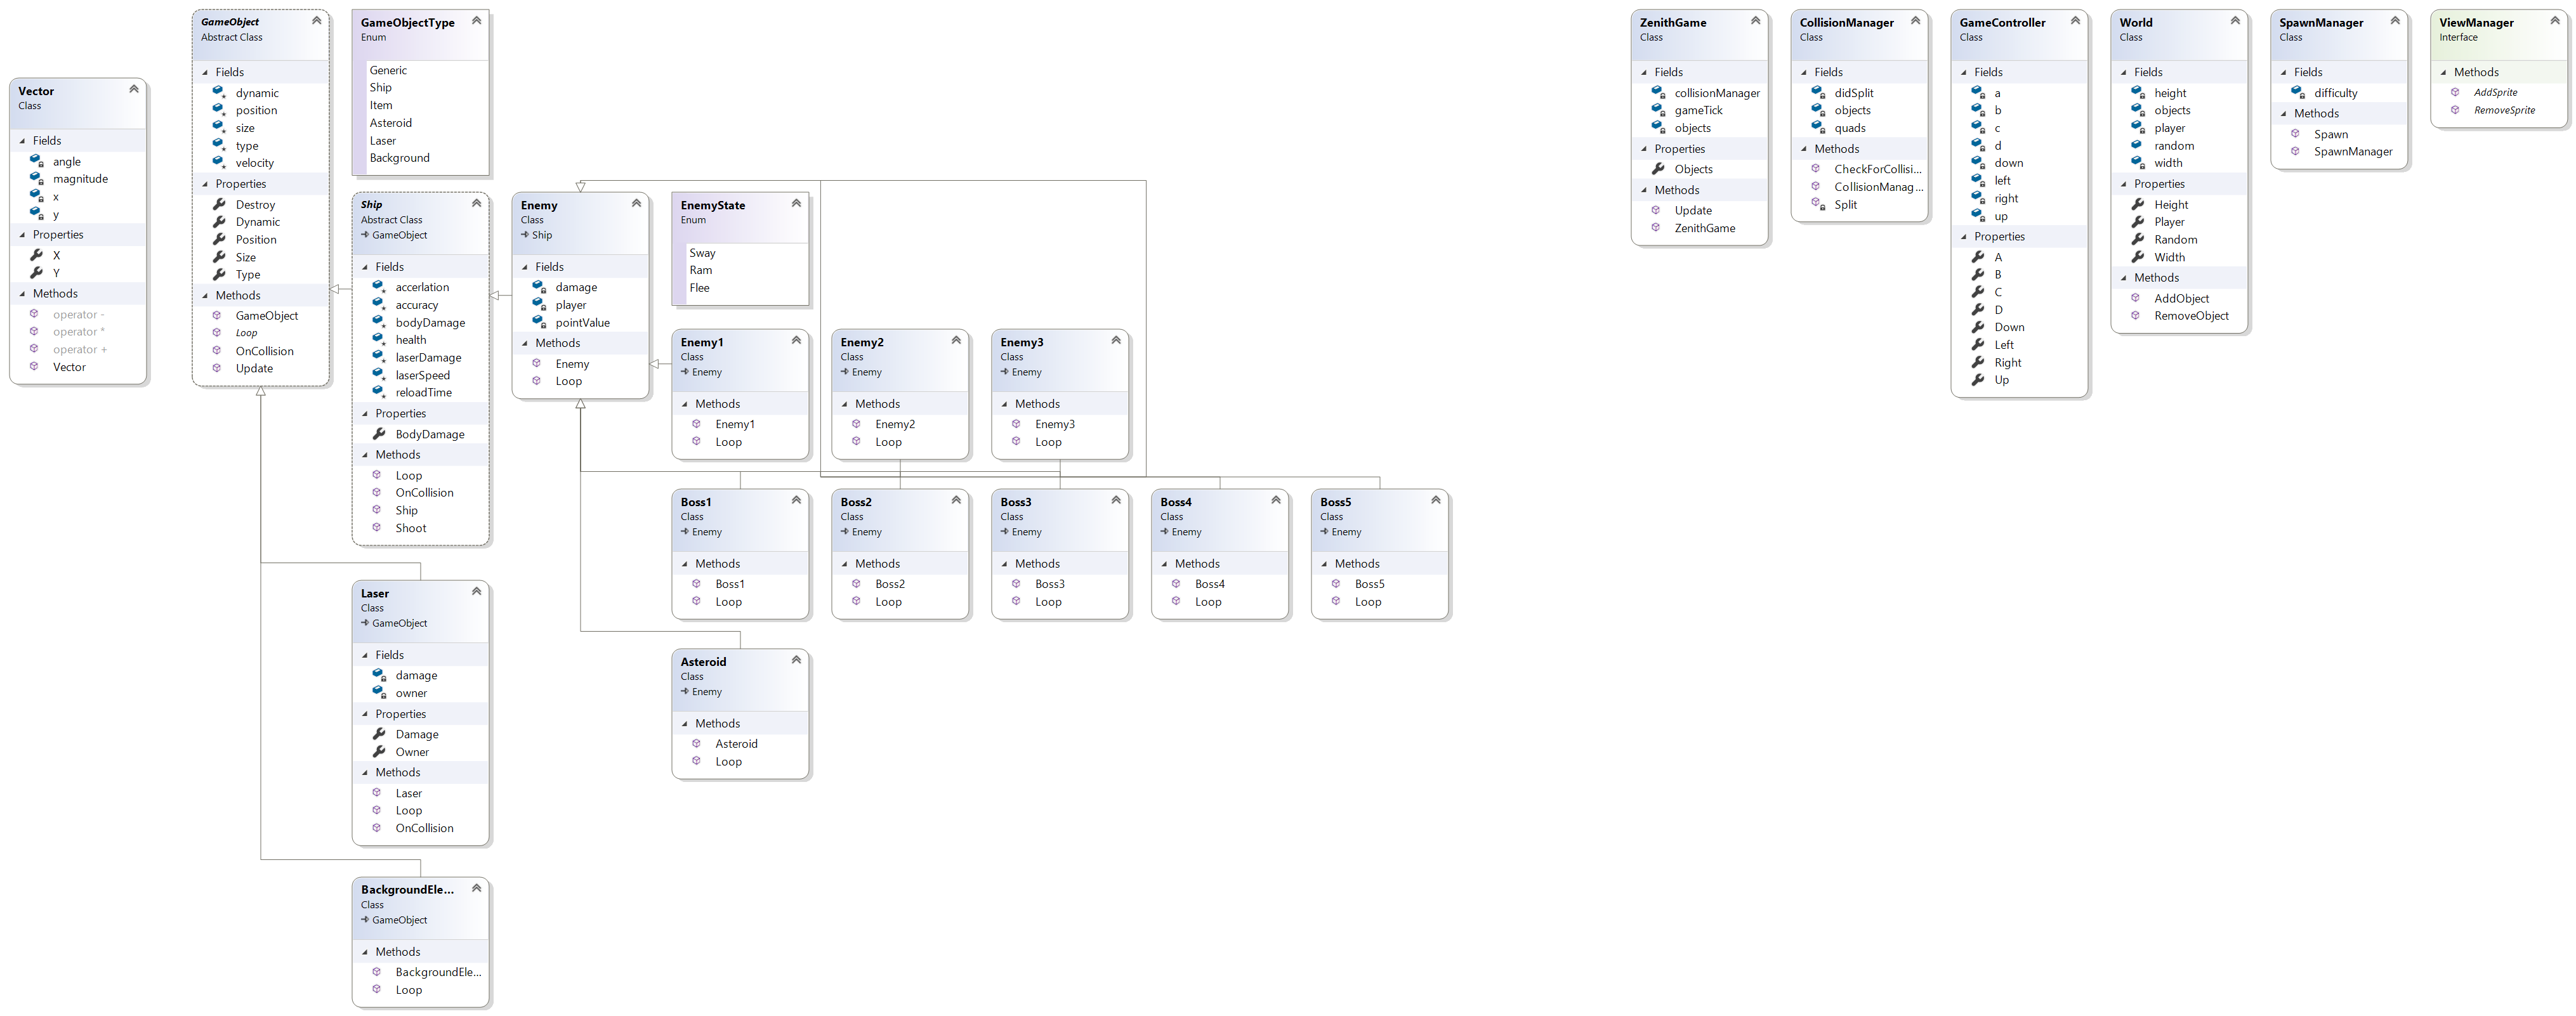 Vector
Class
Fields
angle
magnitude
x
y
Properties
X
Y
Methods
operator -
operator *
operator +
Vector
GameObject
Abstract Class
Fields
dynamic
position
size
type
velocity
Properties
Destroy
Dynamic
Position
Size
Type
Methods
GameObject
Loop
OnCollision
Update
GameObjectType
Enum
Generic
Ship
Item
Asteroid
Laser
Background
Ship
Abstract Class
GameObject
Fields
accerlation
accuracy
bodyDamage
health
laserDamage
laserSpeed
reloadTime
Properties
BodyDamage
Methods
Loop
OnCollision
Ship
Shoot
Laser
Class
GameObject
Fields
damage
owner
Properties
Damage
Owner
Methods
Laser
Loop
OnCollision
BackgroundEle...
Class
GameObject
Methods
BackgroundEle...
Loop
Enemy
Class
Ship
Fields
damage
player
pointValue
Methods
Enemy
Loop
EnemyState
Enum
Sway
Ram
Flee
Enemy1
Class
Enemy
Methods
Enemy1
Loop
Enemy2
Class
Enemy
Methods
Enemy2
Loop
Enemy3
Class
Enemy
Methods
Enemy3
Loop
Boss1
Class
Enemy
Methods
Boss1
Loop
Boss2
Class
Enemy
Methods
Boss2
Loop
Boss3
Class
Enemy
Methods
Boss3
Loop
Boss4
Class
Enemy
Methods
Boss4
Loop
Boss5
Class
Enemy
Methods
Boss5
Loop
Asteroid
Class
Enemy
Methods
Asteroid
Loop
ZenithGame
Class
Fields
collisionManager
gameTick
objects
Properties
Objects
Methods
Update
ZenithGame
CollisionManager
Class
Fields
didSplit
objects
quads
Methods
CheckForCollisi...
CollisionManag...
Split
GameController
Class
Fields
a
b
c
d
down
left
right
up
Properties
A
B
C
D
Down
Left
Right
Up
World
Class
Fields
height
objects
player
random
width
Properties
Height
Player
Random
Width
Methods
AddObject
RemoveObject
SpawnManager
Class
Fields
difficulty
Methods
Spawn
SpawnManager
ViewManager
Interface
Methods
AddSprite
RemoveSprite